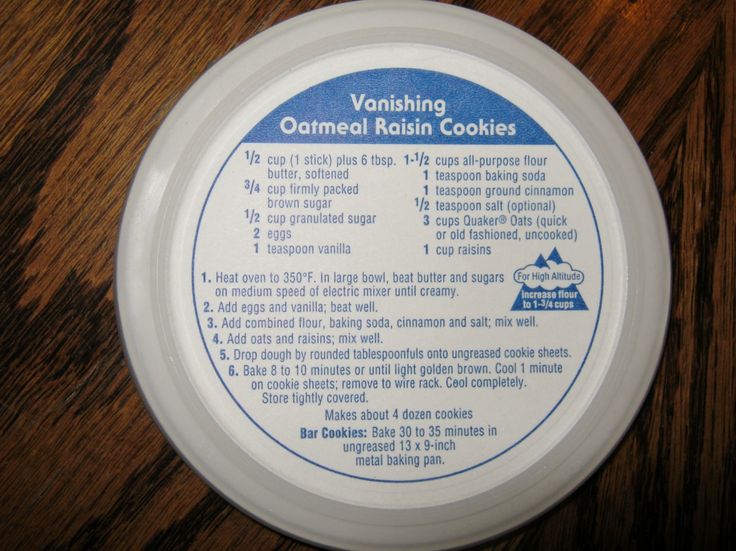 Vanishing
Oatmeal Raisin Cookies
1/2 cup (1 stick) plus 6 tbsp.
butter, softened
3/4 cup firmly packed
brown sugar
1/2 cup granulated sugar
2 eggs
1 teaspoon vanilla
1-1/2 cups all-purpose flour
1 teaspoon baking soda
1 teaspoon ground cinnamon
1/2 teaspoon salt (optional)
3 cups Quaker® Oats (quick
or old fashioned, uncooked)
1 cup raisins
1. Heat oven to 350°F. In large bowl, beat butter and sugars
on medium speed of electric mixer until creamy.
2. Add eggs and vanilla; beat well.
3. Add combined flour, baking soda, cinnamon and salt; mix well.
4. Add oats and raisins; mix well.
5. Drop dough by rounded tablespoonfuls onto ungreased cookie sheets.
6. Bake 8 to 10 minutes or until light golden brown. Cool 1 minute
on cookie sheets; remove to wire rack. Cool completely.
Store tightly covered.
Makes about 4 dozen cookies
Bar Cookies: Bake 30 to 35 minutes in
ungreased 13 x 9-inch
metal baking pan.
For High Altitude
increase flour
to 1-3/4 cups